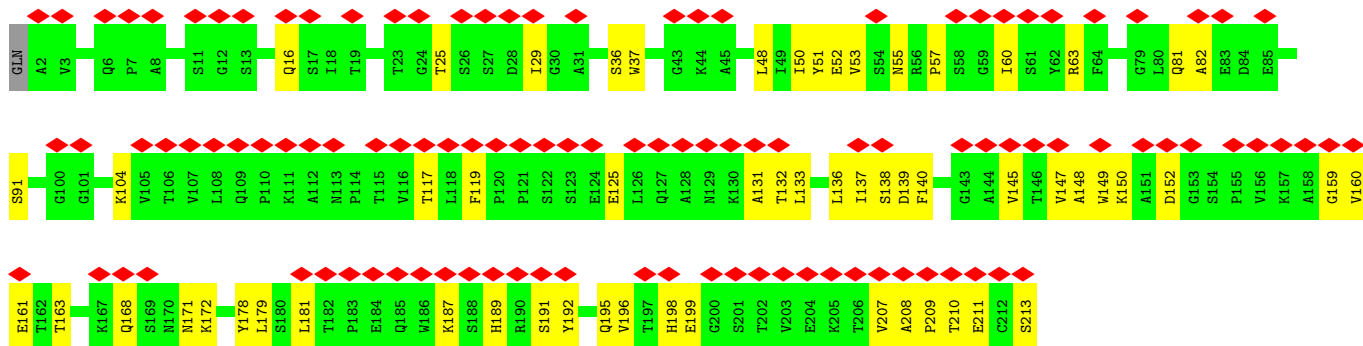 GLN A2 V3 Q6 P7 A8 S11 G12 S13 Q16 S17 I18 T19 T23 G24 T25 S26 S27 D28 I29 G30 A31 S36 W37 G43 K44 A45 L48 I49 I50 Y51 E52 V53 S54 N55 R56 P57 S58 G59 I60 S61 Y62 R63 F64 G79 L80 Q81 A82 E83 D84 E85
S91 G100 G101 K104 V105 T106 V107 L108 Q109 P110 K111 A112 N113 P114 T115 V116 T117 L118 F119 P120 P121 S122 S123 E124 E125 L126 Q127 A128 N129 K130 A131 T132 L133 L136 I137 S138 D139 F140 G143 A144 V145 T146 V147 A148 W149 K150 A151 D152 G153 S154 P155 V156 K157 A158 G159 V160
E161 T162 T163 K167 Q168 S169 N170 N171 K172 Y178 L179 S180 L181 T182 P183 E184 Q185 W186 K187 S188 H189 R190 S191 Y192 Q195 V196 T197 H198 E199 G200 S201 T202 V203 E204 K205 T206 V207 A208 P209 T210 E211 C212 S213